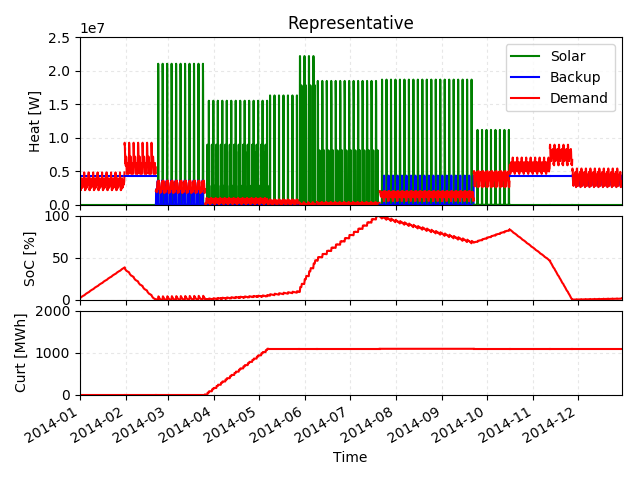 Representative
1e7
2.5
2.0
1.5
1.0
0.5
0.0
Heat [W]
Solar
Backup
Demand
100
50
0
SoC [%]
2000
1000
0
Curt [MWh]
2014-01
2014-02
2014-03
2014-04
2014-05
2014-06
2014-07
2014-08
2014-09
2014-10
2014-11
2014-12
Time